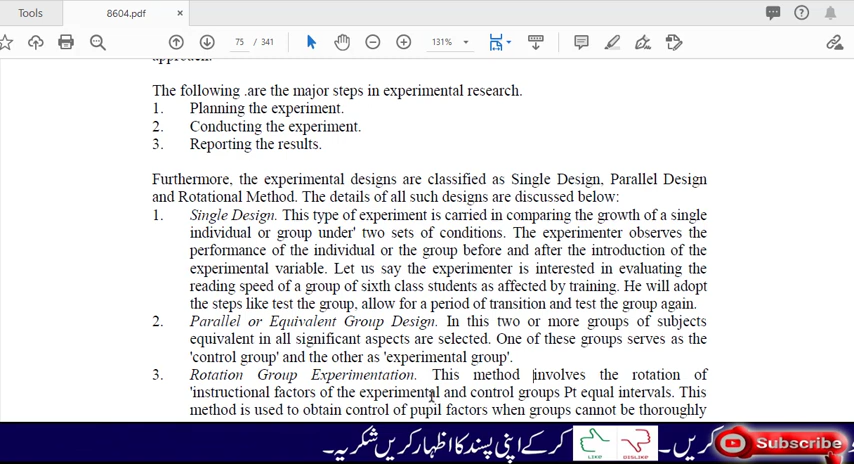 Tools
8604.pdf
×
75 / 341
131%
approach.
The following .are the major steps in experimental research.
1. Planning the experiment.
2. Conducting the experiment.
3. Reporting the results.
Furthermore, the experimental designs are classified as Single Design, Parallel Design
and Rotational Method. The details of all such designs are discussed below:
1. Single Design. This type of experiment is carried in comparing the growth of a single
individual or group under' two sets of conditions. The experimenter observes the
performance of the individual or the group before and after the introduction of the
experimental variable. Let us say the experimenter is interested in evaluating the
reading speed of a group of sixth class students as affected by training. He will adopt
the steps like test the group, allow for a period of transition and test the group again.
2. Parallel or Equivalent Group Design. In this two or more groups of subjects
equivalent in all significant aspects are selected. One of these groups serves as the
'control group' and the other as 'experimental group'.
3. Rotation Group Experimentation. This method involves the rotation of
'instructional factors of the experimental and control groups Pt equal intervals. This
method is used to obtain control of pupil factors when groups cannot be thoroughly
و
Subscribe
کریں۔
LIKE
DISLIKE
کر کے اپنی پسند کا اظہار کریں شکریہ۔